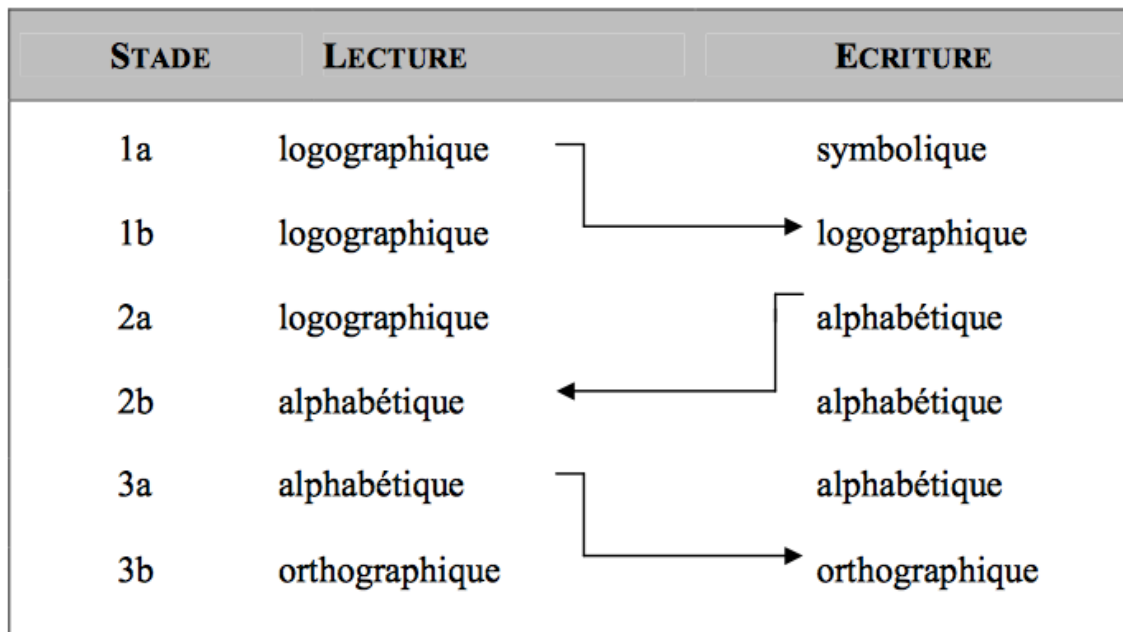 STADE LECTURE ECRITURE
1a logographique symbolique
1b logographique logographique
2a logographique alphabétique
2b alphabétique alphabétique
3a alphabétique alphabétique
3b orthographique orthographique